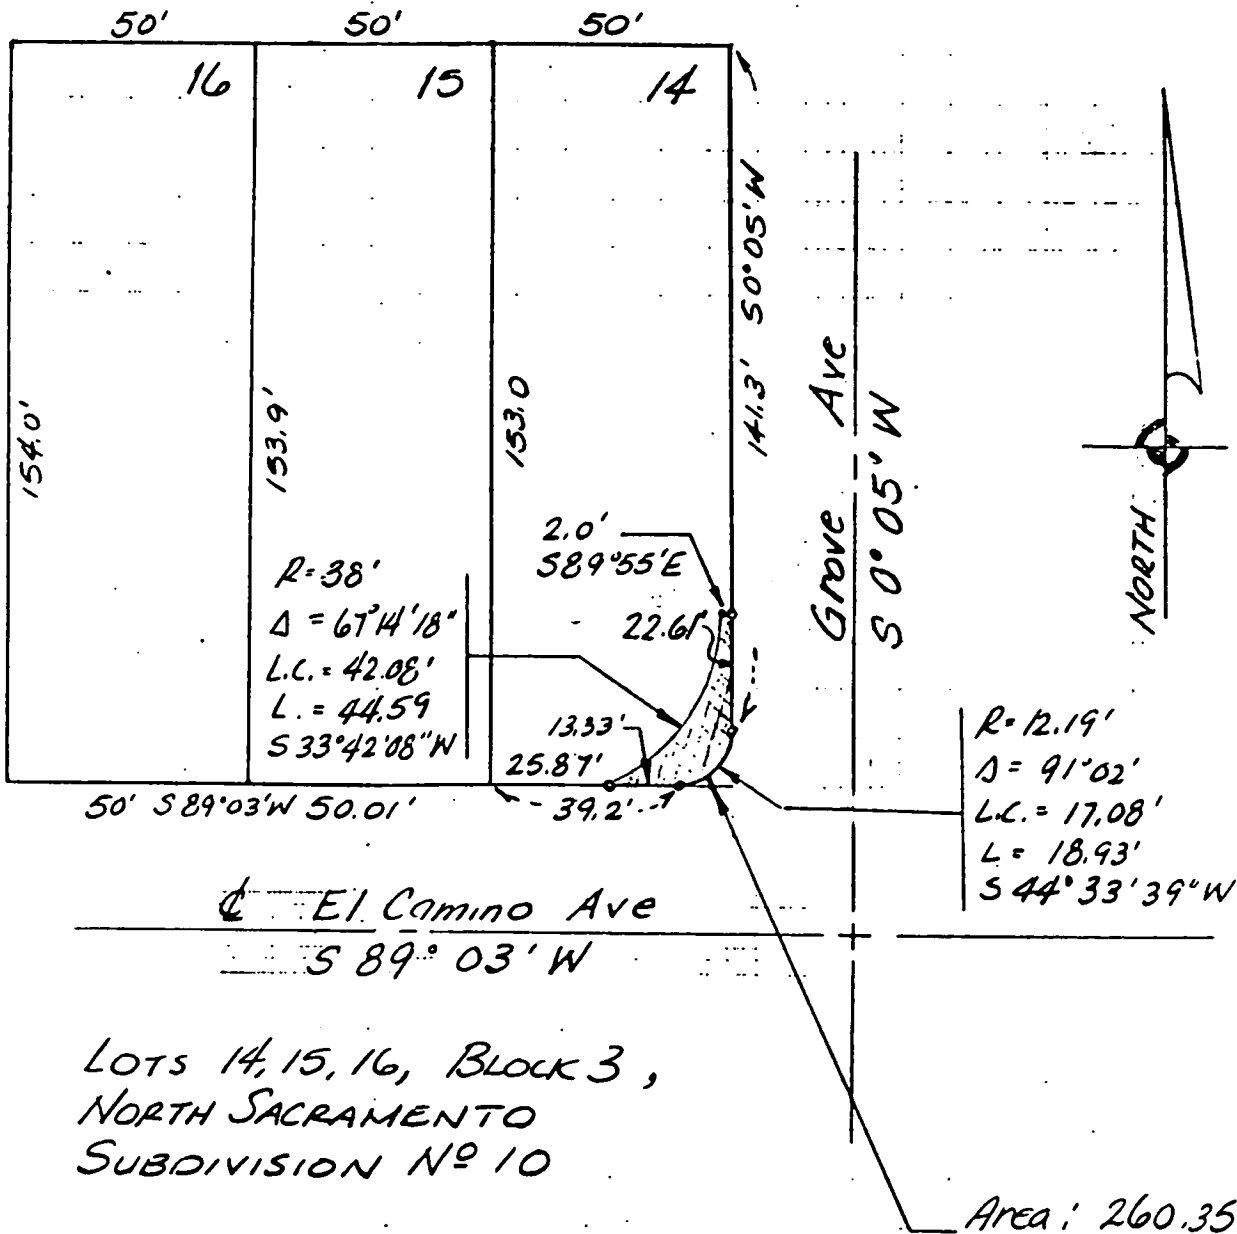 50' 50' 50'
16 15 14
154.0'
153.9'
153.0
141.3' S0°05'W
Grove Ave
S 0° 05' W
NORTH
2.0'
S89°55'E
22.61'
R=38'
Δ = 67°14'18"
L.C. = 42.08'
L. = 44.59
S 33°42'08" W
13.33'
25.87'
50' S89°03'W 50.01'
39.2'
R= 12.19'
Δ = 91°02'
L.C. = 17.08'
L = 18.93'
S 44° 33' 39" W
℄ El Camino Ave
S 89° 03' W
LOTS 14, 15, 16, BLOCK 3,
NORTH SACRAMENTO
SUBDIVISION Nº 10
Area: 260.35